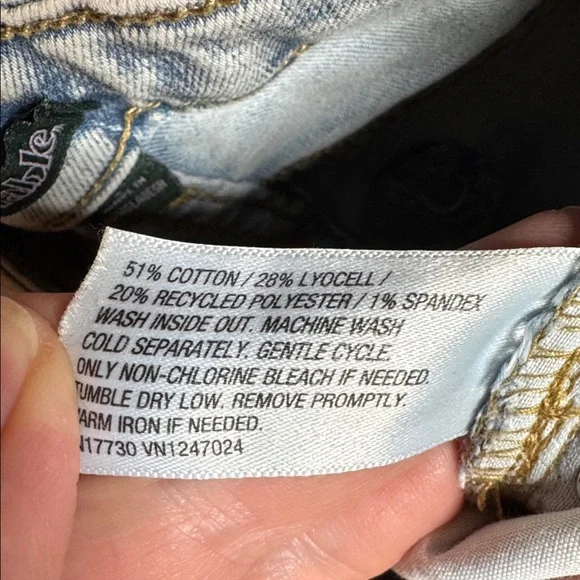 51% COTTON / 28% LYOCELL /
20% RECYCLED POLYESTER / 1% SPANDEX
WASH INSIDE OUT. MACHINE WASH
COLD SEPARATELY. GENTLE CYCLE.
ONLY NON-CHLORINE BLEACH IF NEEDED.
TUMBLE DRY LOW. REMOVE PROMPTLY.
ARM IRON IF NEEDED.
N17730 VN1247024